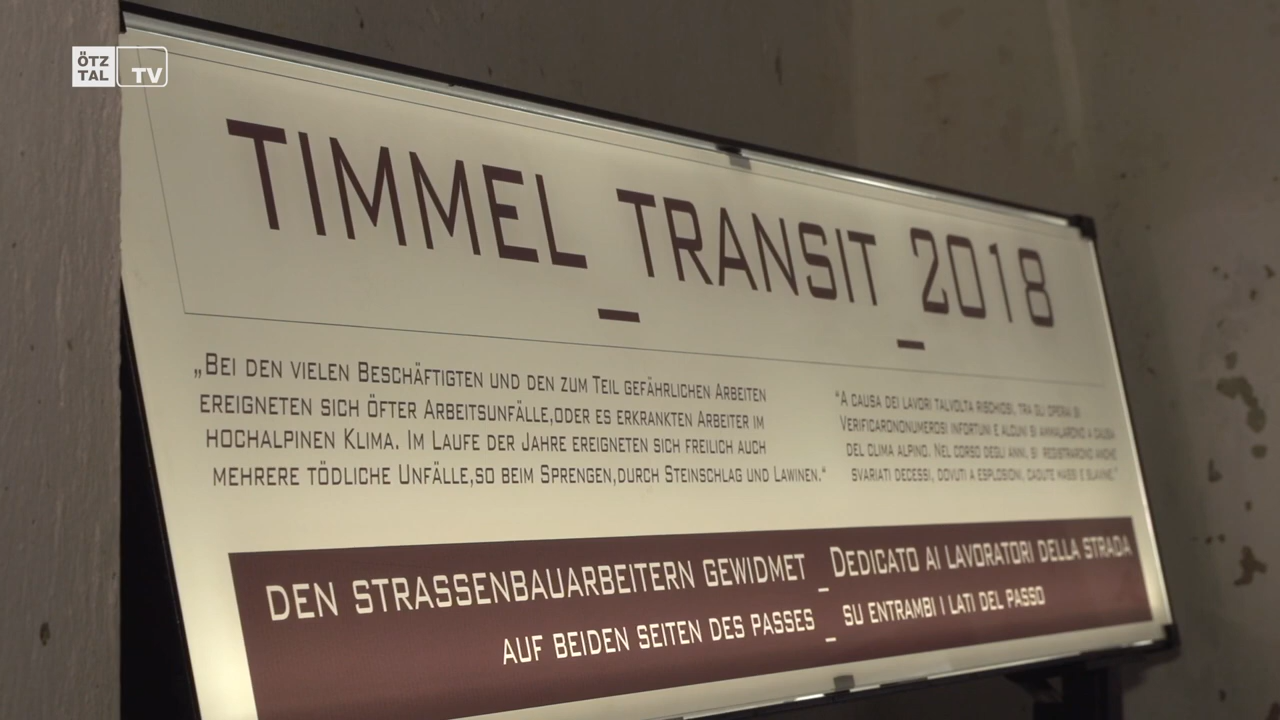 ÖTZ
TAL TV
TIMMEL_TRANSIT_2018
„Bei den vielen Beschäftigten und den zum Teil gefährlichen Arbeiten
ereigneten sich öfter Arbeitsunfälle,oder es erkrankten Arbeiter im
hochalpinen Klima. Im Laufe der Jahre ereigneten sich freilich auch
mehrere tödliche Unfälle,so beim Sprengen,durch Steinschlag und Lawinen.“
“A causa dei lavori talvolta rischiosi, tra gli operai si
verificarononumerosi infortuni e alcuni si ammalarono a causa
del clima alpino. Nel corso degli anni, si registrarono anche
svariati decessi, dovuti a esplosioni, cadute massi e slavine.”
den Strassenbauarbeitern gewidmet _ Dedicato ai lavoratori della strada
auf beiden Seiten des Passes _ su entrambi i lati del passo